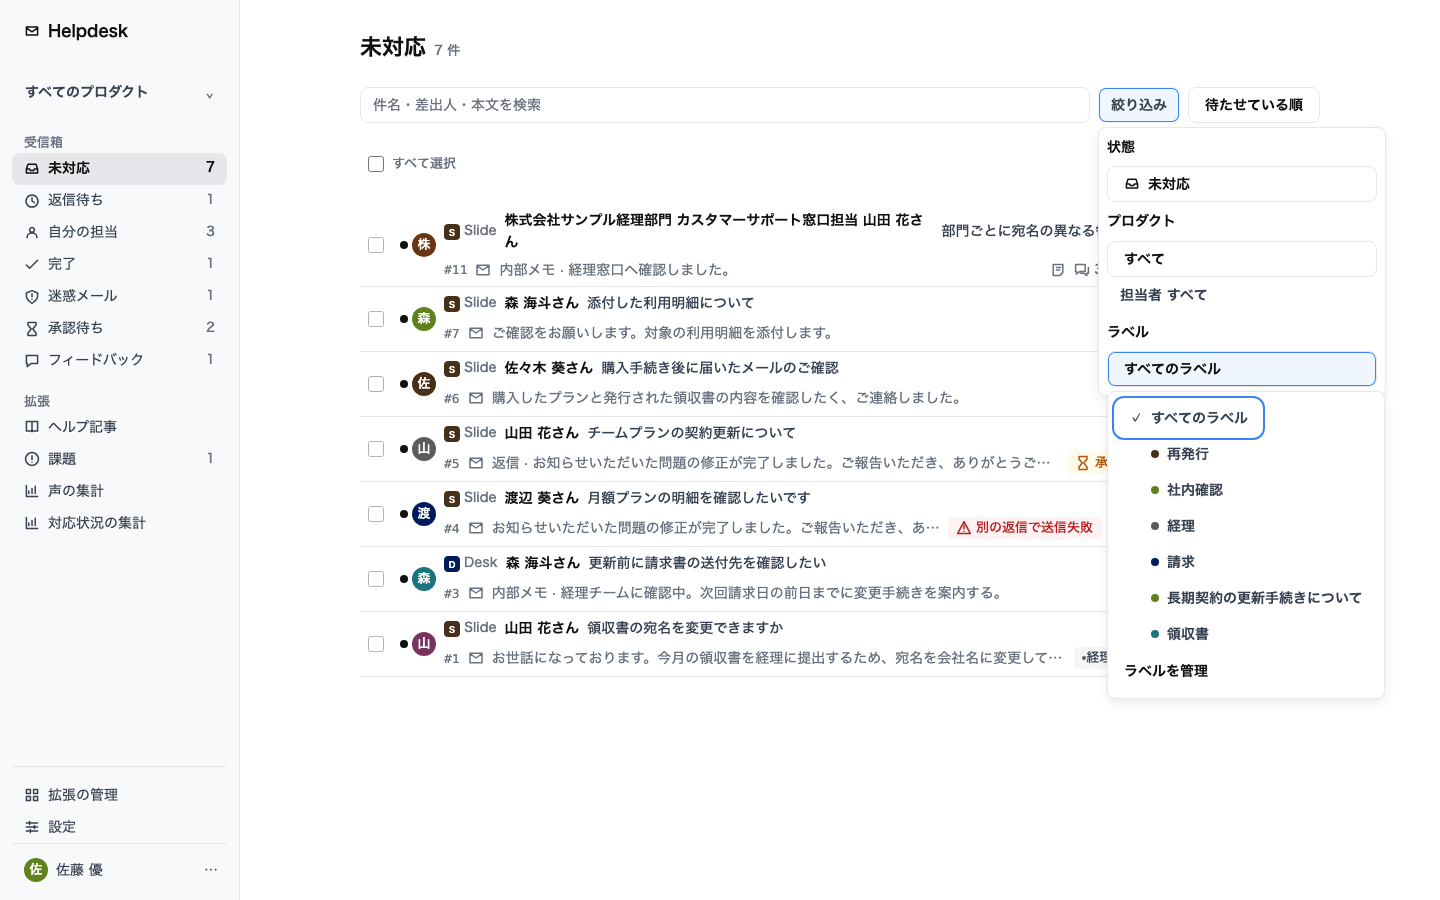 Helpdesk
すべてのプロダクト
受信箱
未対応 7
返信待ち 1
自分の担当 3
完了 1
迷惑メール 1
承認待ち 2
フィードバック 1
拡張
ヘルプ記事
課題 1
声の集計
対応状況の集計
拡張の管理
設定
佐 佐藤 優 …
未対応 7 件
件名・差出人・本文を検索 絞り込み 待たせている順
すべて選択
株 S Slide 株式会社サンプル経理部門 カスタマーサポート窓口担当 山田 花さ
ん
部門ごとに宛名の異なる
#11 内部メモ · 経理窓口へ確認しました。
森 S Slide 森 海斗さん 添付した利用明細について
#7 ご確認をお願いします。対象の利用明細を添付します。
佐 S Slide 佐々木 葵さん 購入手続き後に届いたメールのご確認
#6 購入したプランと発行された領収書の内容を確認したく、ご連絡しました。
山 S Slide 山田 花さん チームプランの契約更新について
#5 返信 · お知らせいただいた問題の修正が完了しました。ご報告いただき、ありがとうご… 承
渡 S Slide 渡辺 葵さん 月額プランの明細を確認したいです
#4 お知らせいただいた問題の修正が完了しました。ご報告いただき、あ… 別の返信で送信失敗
森 D Desk 森 海斗さん 更新前に請求書の送付先を確認したい
#3 内部メモ · 経理チームに確認中。次回請求日の前日までに変更手続きを案内する。
山 S Slide 山田 花さん 領収書の宛名を変更できますか
#1 お世話になっております。今月の領収書を経理に提出するため、宛名を会社名に変更して… •経理
状態
未対応
プロダクト
すべて
担当者 すべて
ラベル
すべてのラベル
✓ すべてのラベル
再発行
社内確認
経理
請求
長期契約の更新手続きについて
領収書
ラベルを管理